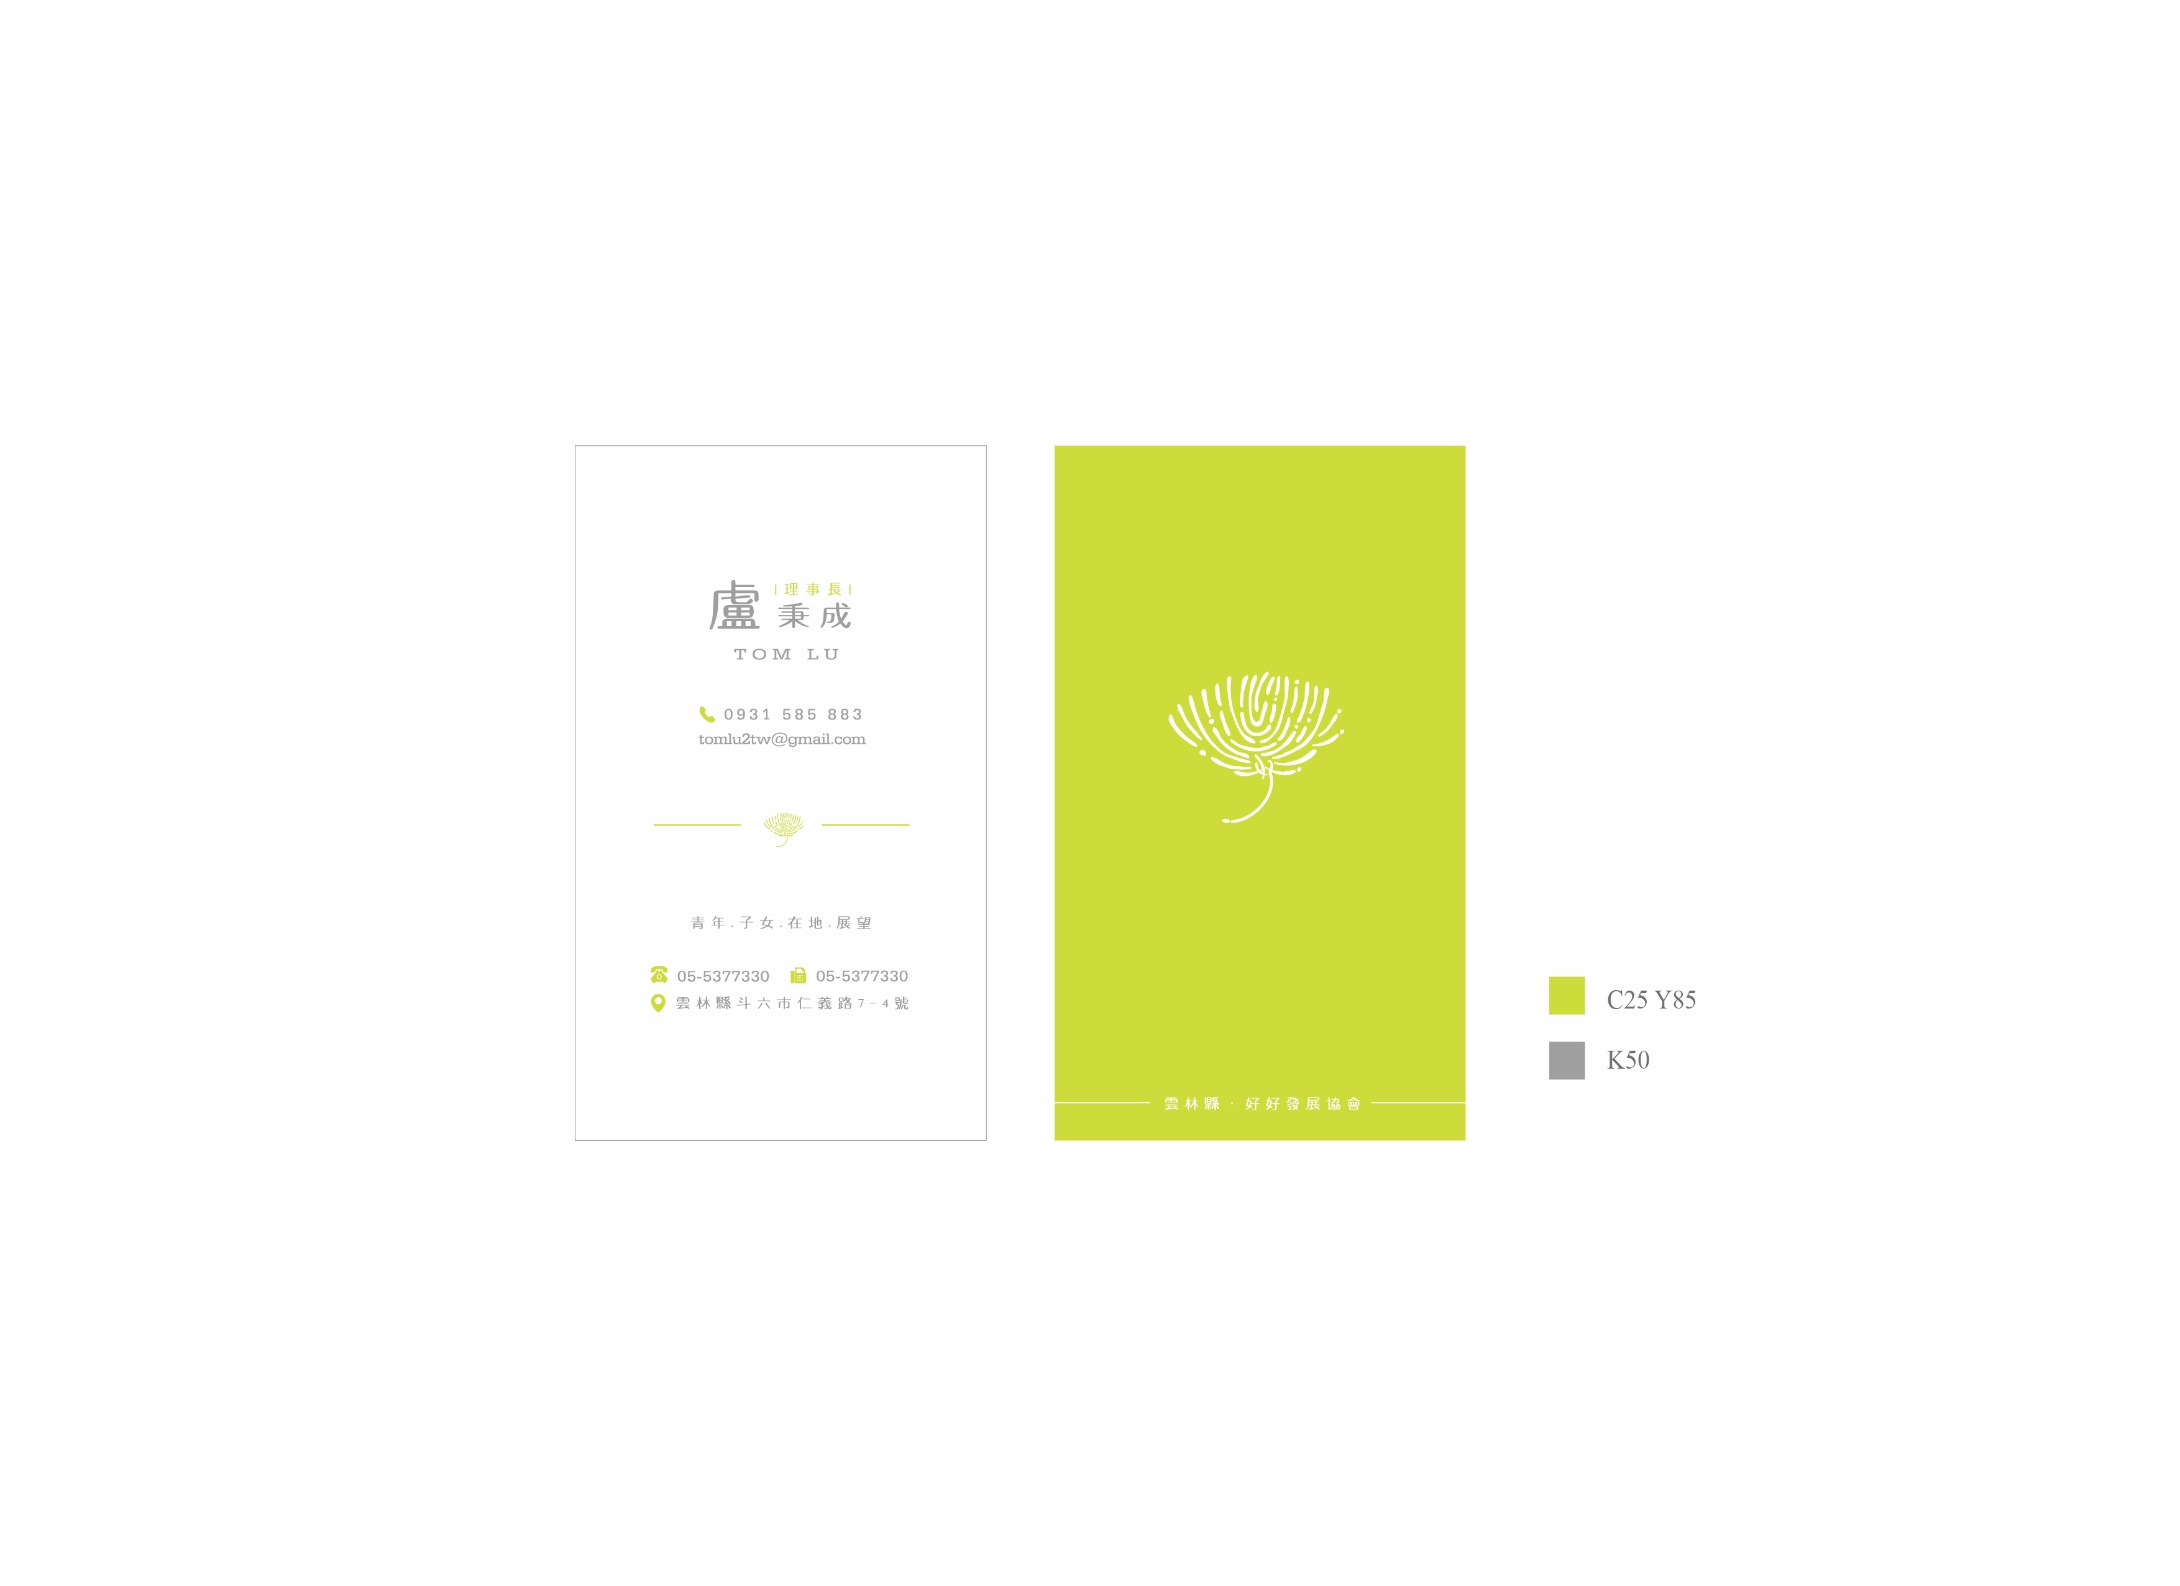 |理事長|
盧秉成
TOM LU
0931 585 883
tomlu2tw@gmail.com
青年.子女.在地.展望
05-5377330 05-5377330
雲林縣斗六市仁義路7-4號
雲林縣·好好發展協會
C25 Y85
K50